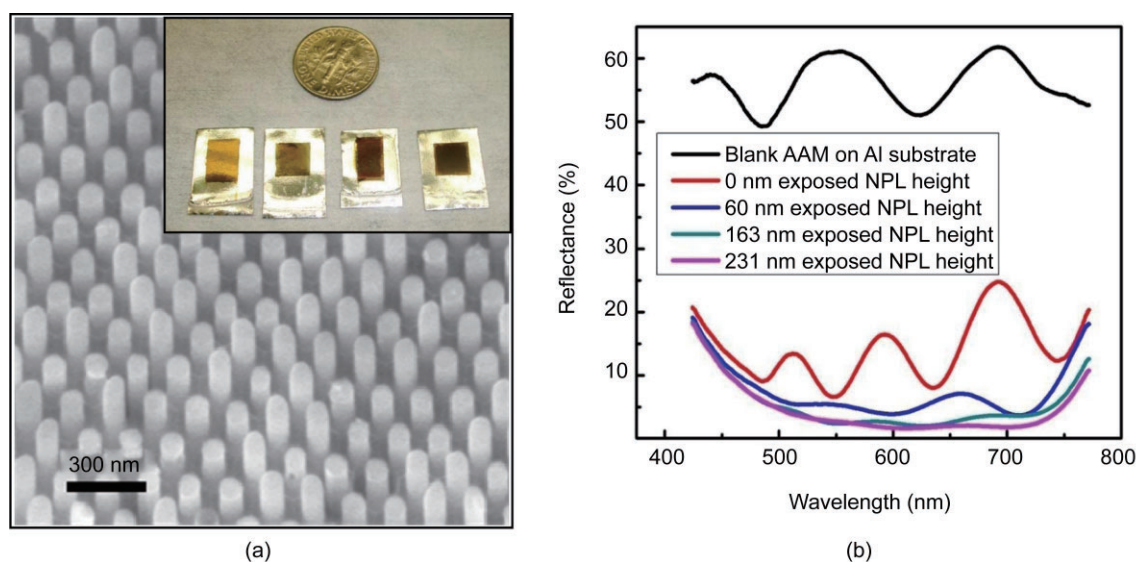 300 nm
(a)
60
50
40
30
20
10
400
500
600
700
800
Reflectance (%)
Wavelength (nm)
Blank AAM on Al substrate
0 nm exposed NPL height
60 nm exposed NPL height
163 nm exposed NPL height
231 nm exposed NPL height
(b)